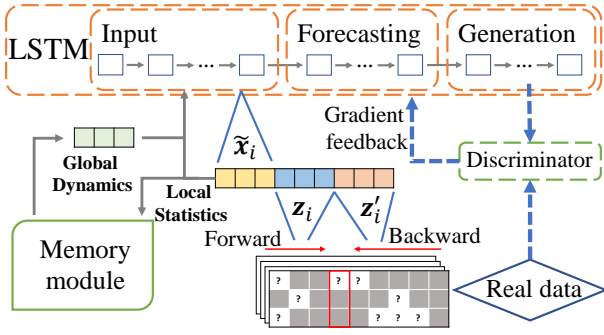 LSTM
Input
Forecasting
Generation
...
...
...
Gradient
feedback
Discriminator
x̃ᵢ
Global
Dynamics
Local
Statistics
zᵢ
z′ᵢ
Memory
module
Forward
Backward
Real data
? ? ?
? ?
? ? ? ?